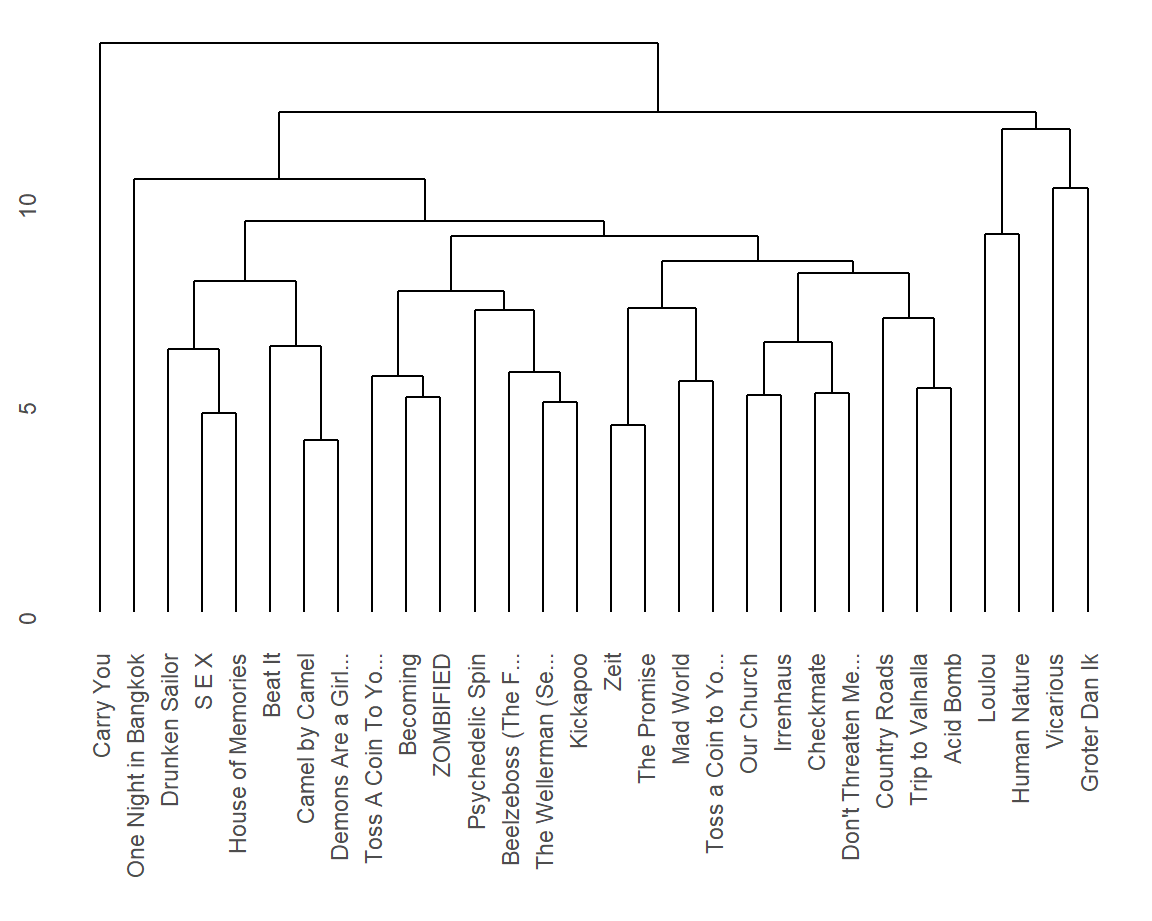 10
5
0
Carry You
One Night in Bangkok
Drunken Sailor
S E X
House of Memories
Beat It
Camel by Camel
Demons Are a Girl...
Toss A Coin To Yo...
Becoming
ZOMBIFIED
Psychedelic Spin
Beelzeboss (The F...
The Wellerman (Se...
Kickapoo
Zeit
The Promise
Mad World
Toss a Coin to Yo...
Our Church
Irrenhaus
Checkmate
Don't Threaten Me...
Country Roads
Trip to Valhalla
Acid Bomb
Loulou
Human Nature
Vicarious
Groter Dan Ik